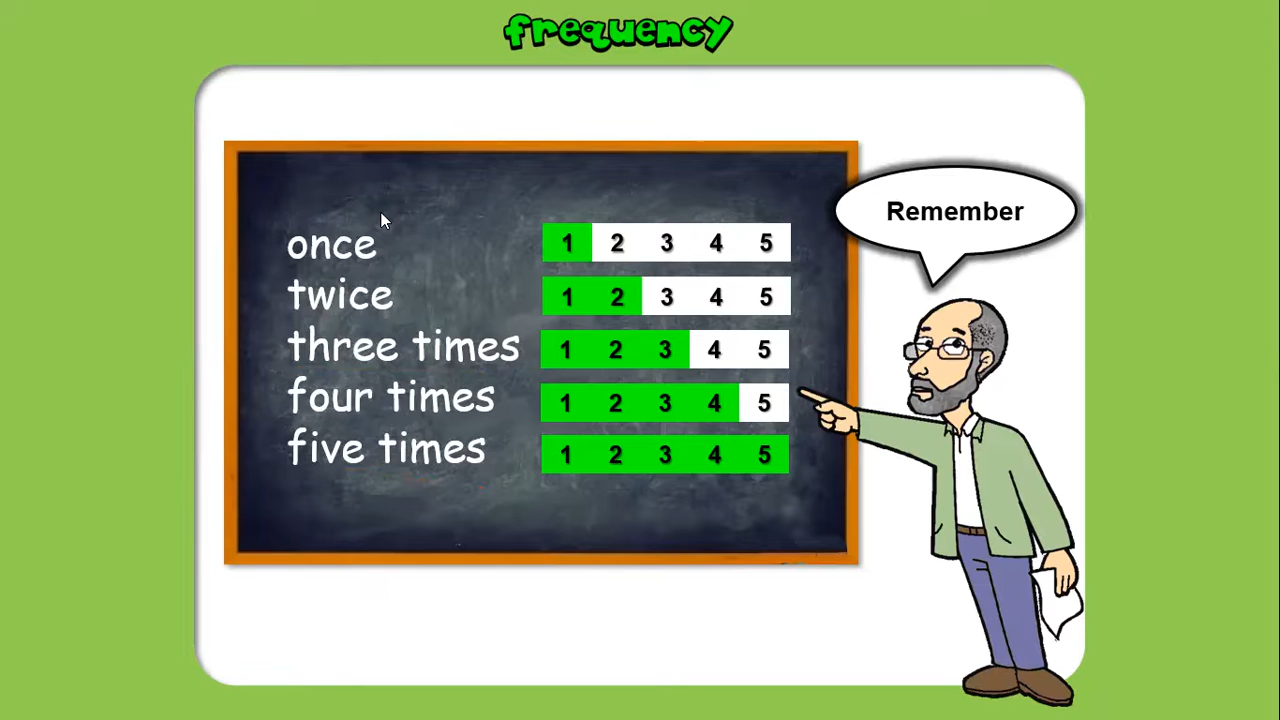 frequency
Remember
once 1 2 3 4 5
twice 1 2 3 4 5
three times 1 2 3 4 5
four times 1 2 3 4 5
five times 1 2 3 4 5